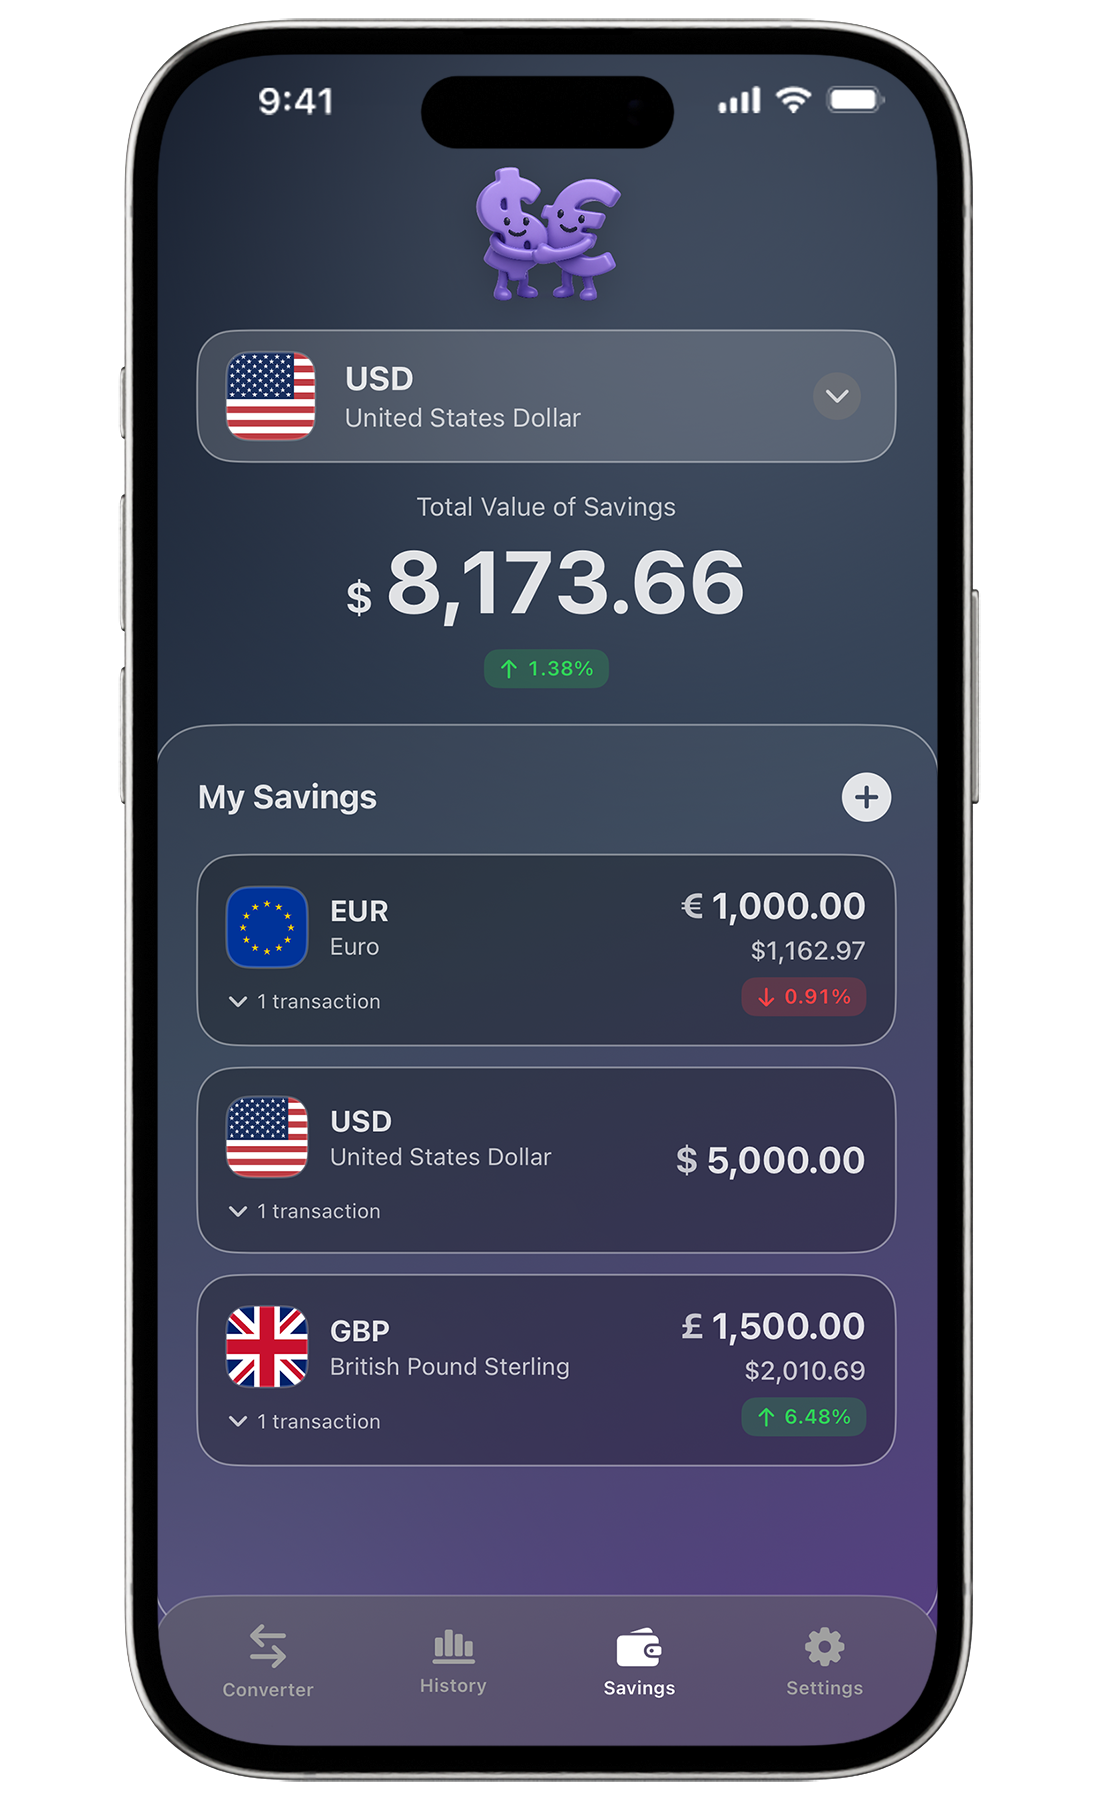 9:41
USD
United States Dollar
Total Value of Savings
$ 8,173.66
↑ 1.38%
My Savings
EUR
Euro
€ 1,000.00
$1,162.97
1 transaction
↓ 0.91%
USD
United States Dollar
$ 5,000.00
1 transaction
GBP
British Pound Sterling
£ 1,500.00
$2,010.69
1 transaction
↑ 6.48%
Converter
History
Savings
Settings